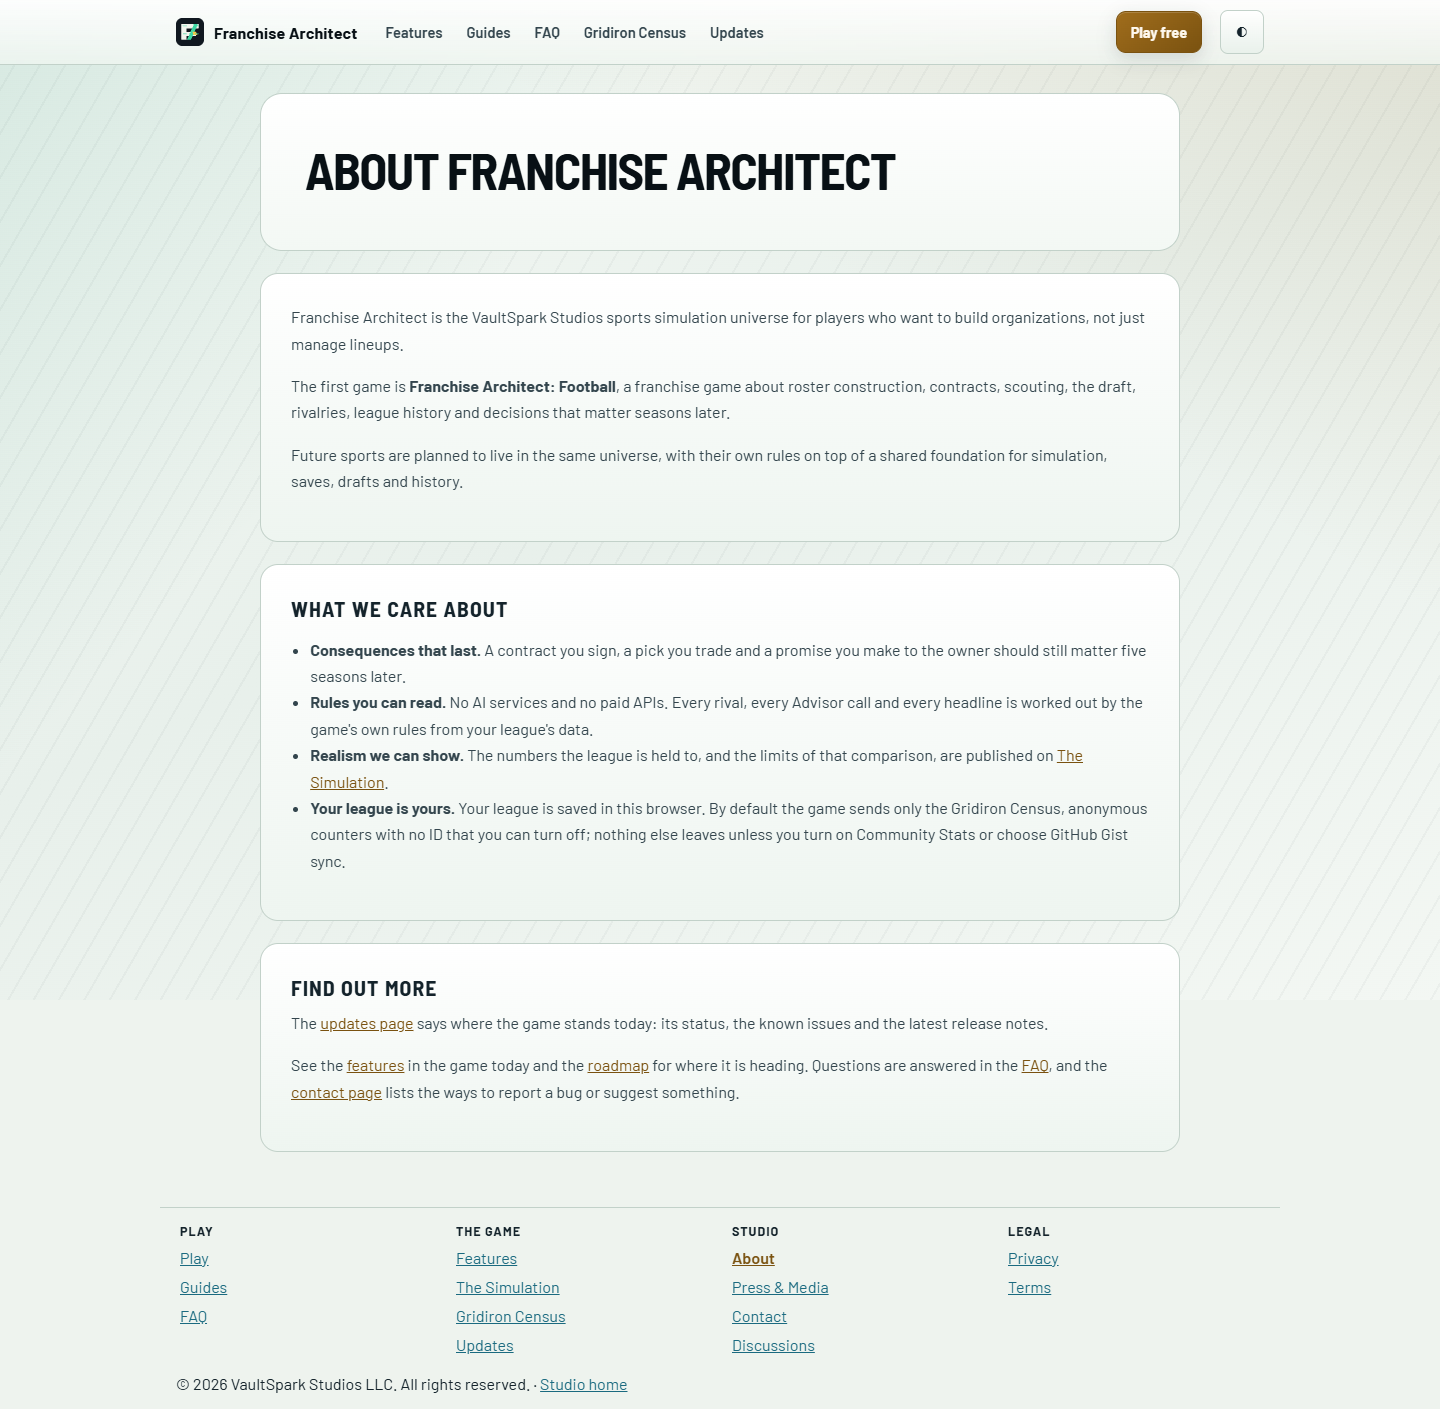 Franchise Architect Features Guides FAQ Gridiron Census Updates Play free
ABOUT FRANCHISE ARCHITECT
Franchise Architect is the VaultSpark Studios sports simulation universe for players who want to build organizations, not just
manage lineups.
The first game is Franchise Architect: Football, a franchise game about roster construction, contracts, scouting, the draft,
rivalries, league history and decisions that matter seasons later.
Future sports are planned to live in the same universe, with their own rules on top of a shared foundation for simulation,
saves, drafts and history.
WHAT WE CARE ABOUT
• Consequences that last. A contract you sign, a pick you trade and a promise you make to the owner should still matter five
seasons later.
• Rules you can read. No AI services and no paid APIs. Every rival, every Advisor call and every headline is worked out by the
game's own rules from your league's data.
• Realism we can show. The numbers the league is held to, and the limits of that comparison, are published on The
Simulation.
• Your league is yours. Your league is saved in this browser. By default the game sends only the Gridiron Census, anonymous
counters with no ID that you can turn off; nothing else leaves unless you turn on Community Stats or choose GitHub Gist
sync.
FIND OUT MORE
The updates page says where the game stands today: its status, the known issues and the latest release notes.
See the features in the game today and the roadmap for where it is heading. Questions are answered in the FAQ, and the
contact page lists the ways to report a bug or suggest something.
PLAY
Play
Guides
FAQ
THE GAME
Features
The Simulation
Gridiron Census
Updates
STUDIO
About
Press & Media
Contact
Discussions
LEGAL
Privacy
Terms
© 2026 VaultSpark Studios LLC. All rights reserved. · Studio home